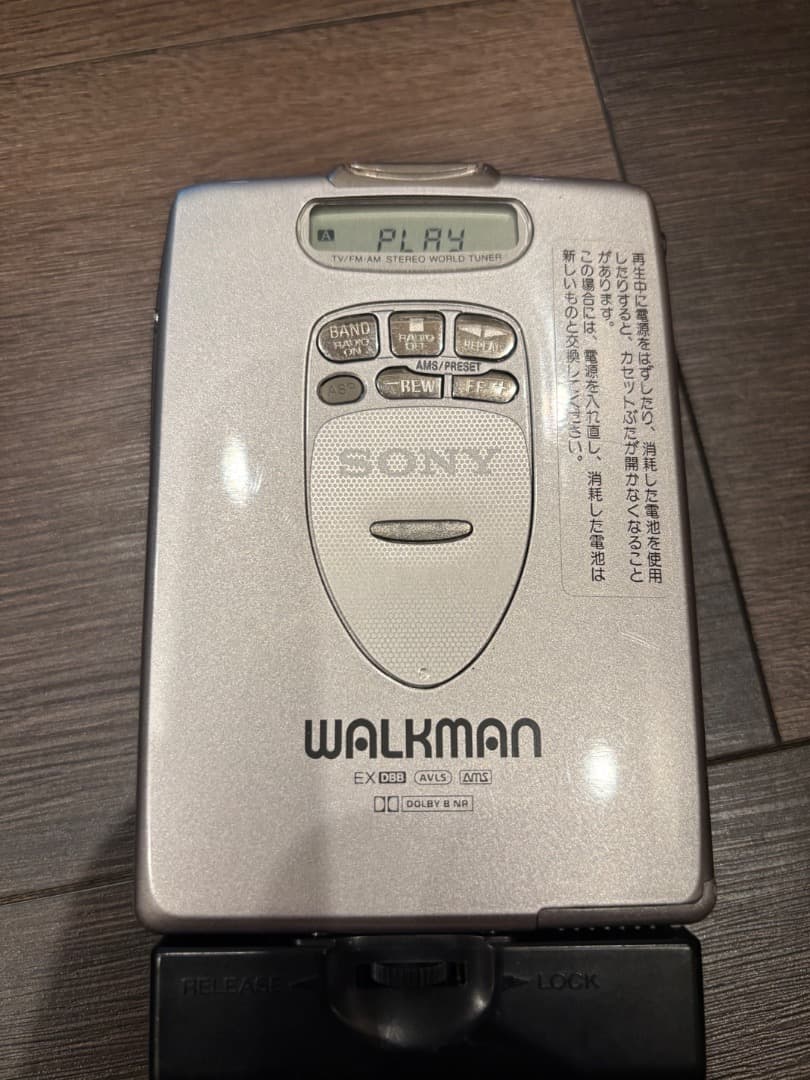 A PLAY
TV/FM/AM STEREO WORLD TUNER
BAND
RADIO ON
RADIO OFF
REPEAT
AMS/PRESET
−REW
FF+
SONY
WALKMAN
EX DBB AVLS AMS
DOLBY B NR
再生中に電源をはずしたり、消耗した電池を使用
したりすると、カセットぶたが開かなくなること
があります。
この場合には、電源を入れ直し、消耗した電池は
新しいものと交換してください。
RELEASE
LOCK